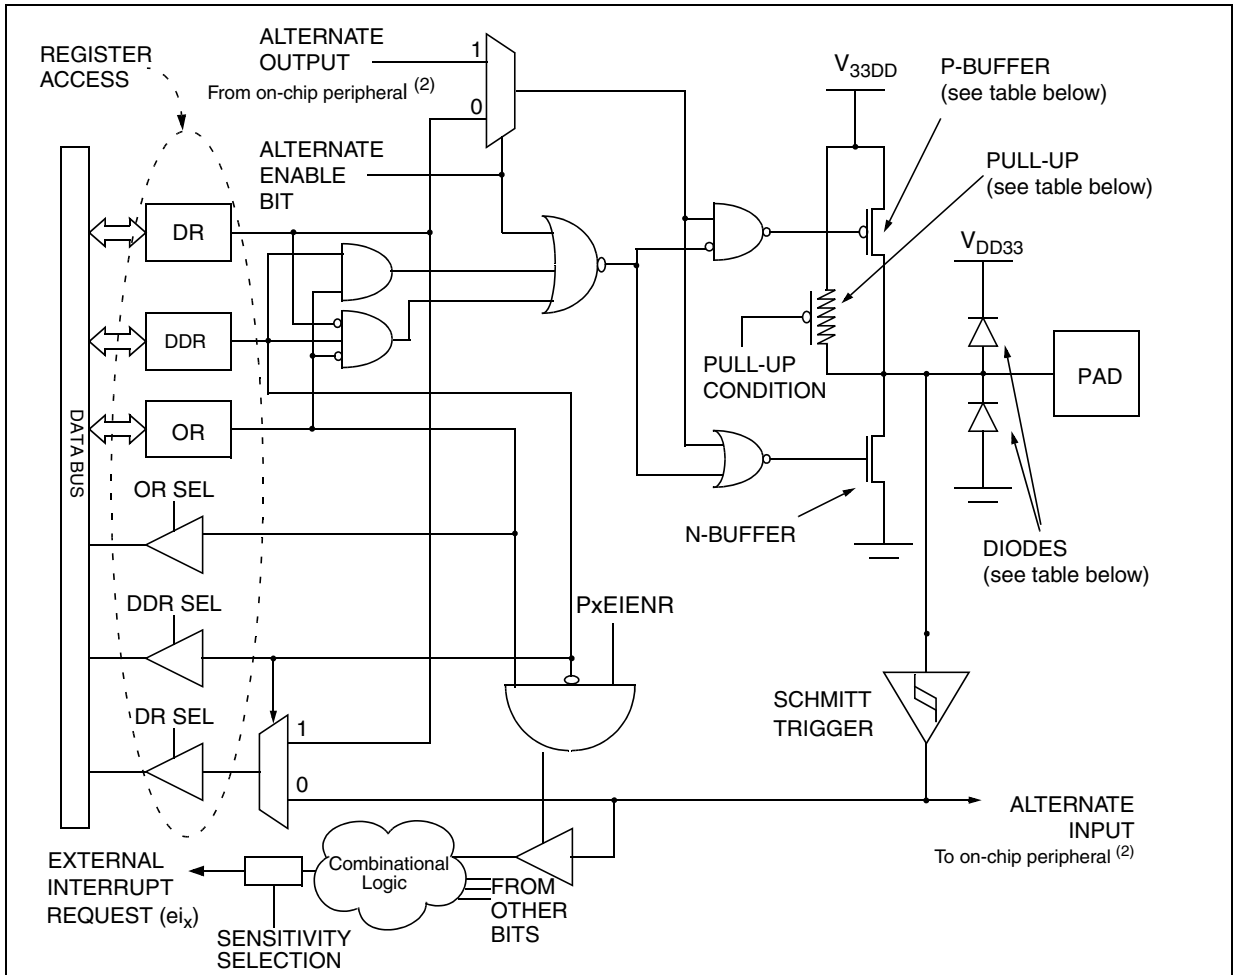 REGISTER
ACCESS
ALTERNATE
OUTPUT
From on-chip peripheral (2)
1
0
ALTERNATE
ENABLE
BIT
V33DD
P-BUFFER
(see table below)
PULL-UP
(see table below)
DR
DDR
OR
DATA BUS
VDD33
PULL-UP
CONDITION
PAD
OR SEL
N-BUFFER
DIODES
(see table below)
DDR SEL
PxEIENR
DR SEL
1
0
SCHMITT
TRIGGER
ALTERNATE
INPUT
To on-chip peripheral (2)
EXTERNAL
INTERRUPT
REQUEST (eix)
Combinational
Logic
FROM
OTHER
BITS
SENSITIVITY
SELECTION